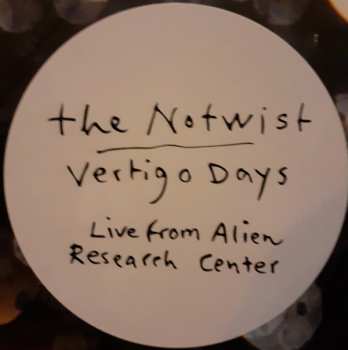 the Notwist
Vertigo Days
Live from Alien
Research Center